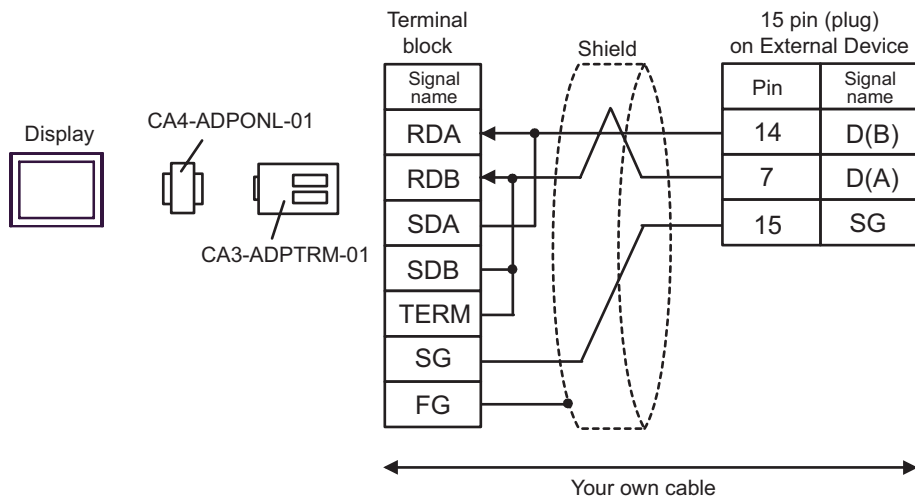 Terminal
block
Shield
15 pin (plug)
on External Device
Display
CA4-ADPONL-01
CA3-ADPTRM-01
Signal
name
RDA
RDB
SDA
SDB
TERM
SG
FG
Pin
Signal
name
14
D(B)
7
D(A)
15
SG
Your own cable